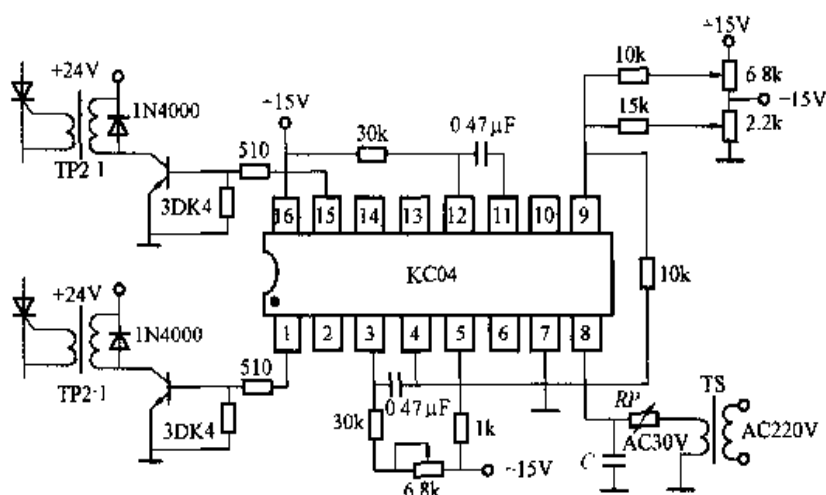 +24V
1N4000
TP2-1
3DK4
510
-15V
30k
0.47μF
10k
15k
-15V
6.8k
-15V
2.2k
16
15
14
13
12
11
10
9
KC04
10k
1
2
3
4
5
6
7
8
+24V
1N4000
TP2-1
3DK4
510
30k
0.47μF
1k
6.8k
~15V
RP
C
AC30V
TS
AC220V